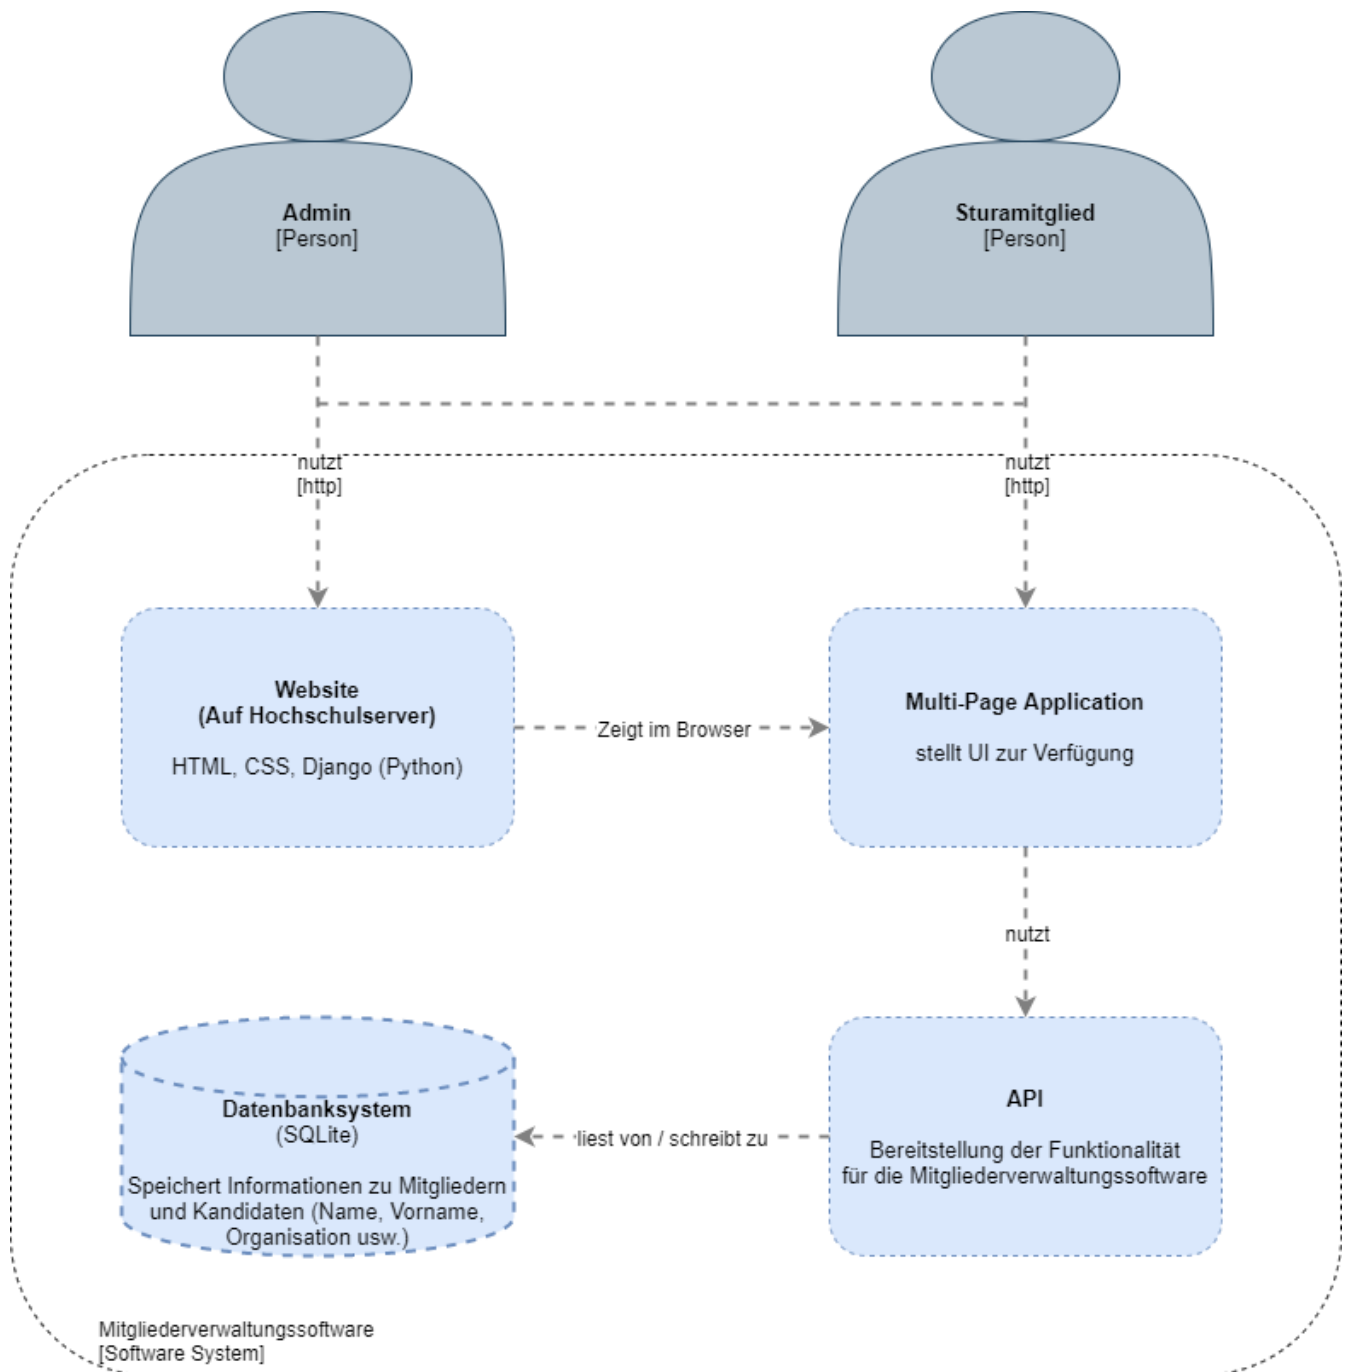 Admin
[Person]
Sturamitglied
[Person]
nutzt
[http]
nutzt
[http]
Website
(Auf Hochschulserver)
HTML, CSS, Django (Python)
Zeigt im Browser
Multi-Page Application
stellt UI zur Verfügung
nutzt
Datenbanksystem
(SQLite)
Speichert Informationen zu Mitgliedern
und Kandidaten (Name, Vorname,
Organisation usw.)
liest von / schreibt zu
API
Bereitstellung der Funktionalität
für die Mitgliederverwaltungssoftware
Mitgliederverwaltungssoftware
[Software System]